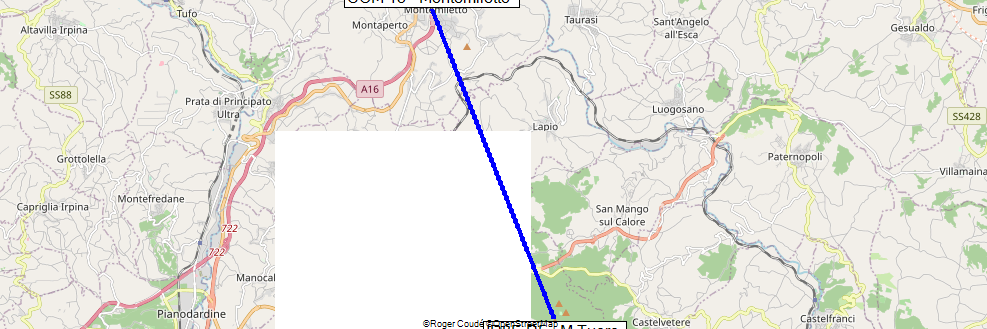 Tufo
Altavilla Irpina
Montemiletto
Montaperto
Taurasi
Sant'Angelo
all'Esca
Gesualdo
SS88
A16
Prata di Principato
Ultra
Luogosano
SS428
Lapio
Grottolella
Paternopoli
Villamaina
Montefredane
Capriglia Irpina
San Mango
sul Calore
722
722
Manocal
Pianodardine
Castelvetere
Castelfranci
©Roger Coudé ©OpenStreetMap
M.Tuoro